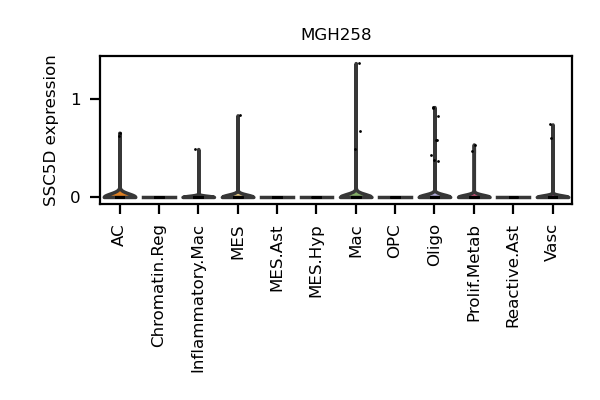 MGH258
SSC5D expression
1
0
AC
Chromatin.Reg
Inflammatory.Mac
MES
MES.Ast
MES.Hyp
Mac
OPC
Oligo
Prolif.Metab
Reactive.Ast
Vasc